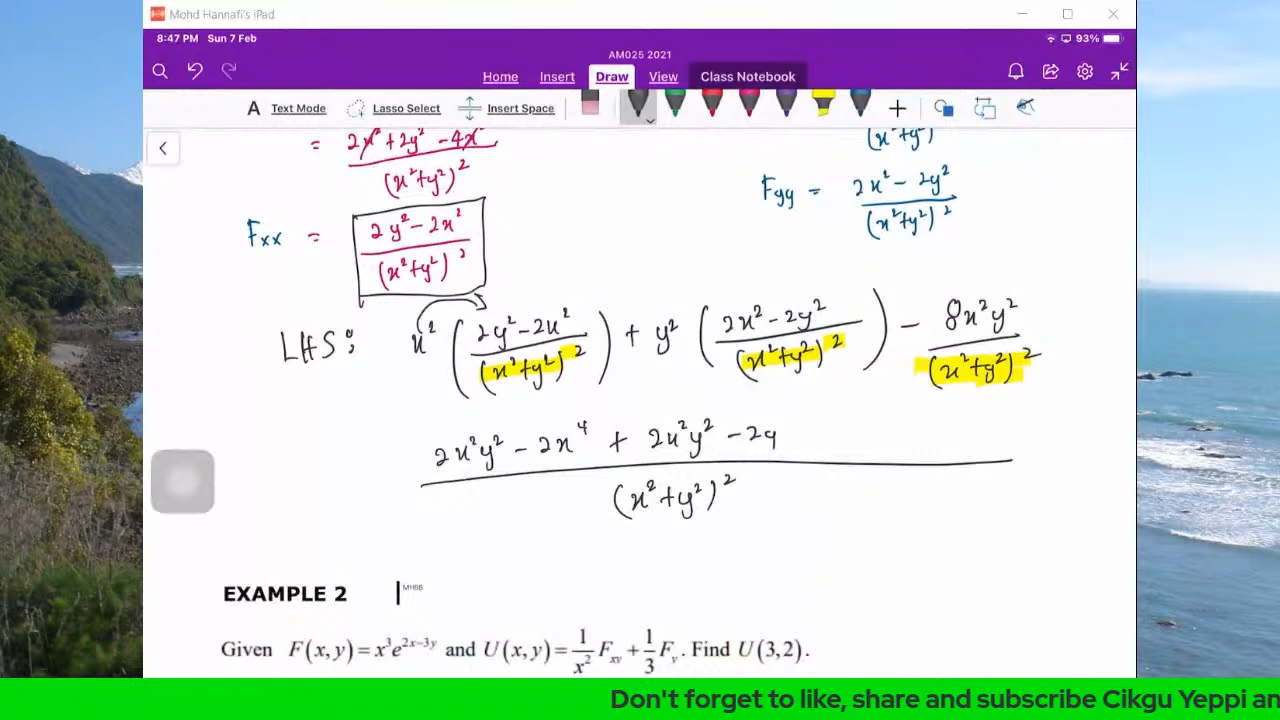 Mohd Hannafi's iPad
8:47 PM Sun 7 Feb
93%
AM025 2021
Home Insert Draw View Class Notebook
A Text Mode Lasso Select Insert Space
= 2x² + 2y² - 4x² / (x²+y²)²
(x²+y²)
Fyy = 2x² - 2y² / (x²+y²)²
Fxx = 2y² - 2x² / (x²+y²)²
LHS: x² (2y² - 2x² / (x²+y²)²) + y² (2x² - 2y² / (x²+y²)²) - 8x²y² / (x²+y²)²
2x²y² - 2x⁴ + 2x²y² - 2y
(x²+y²)²
EXAMPLE 2
Given F(x,y) = x³e^(2x-3y) and U(x,y) = 1/x² Fxy + 1/3 Fy. Find U(3,2).
Don't forget to like, share and subscribe Cikgu Yeppi an